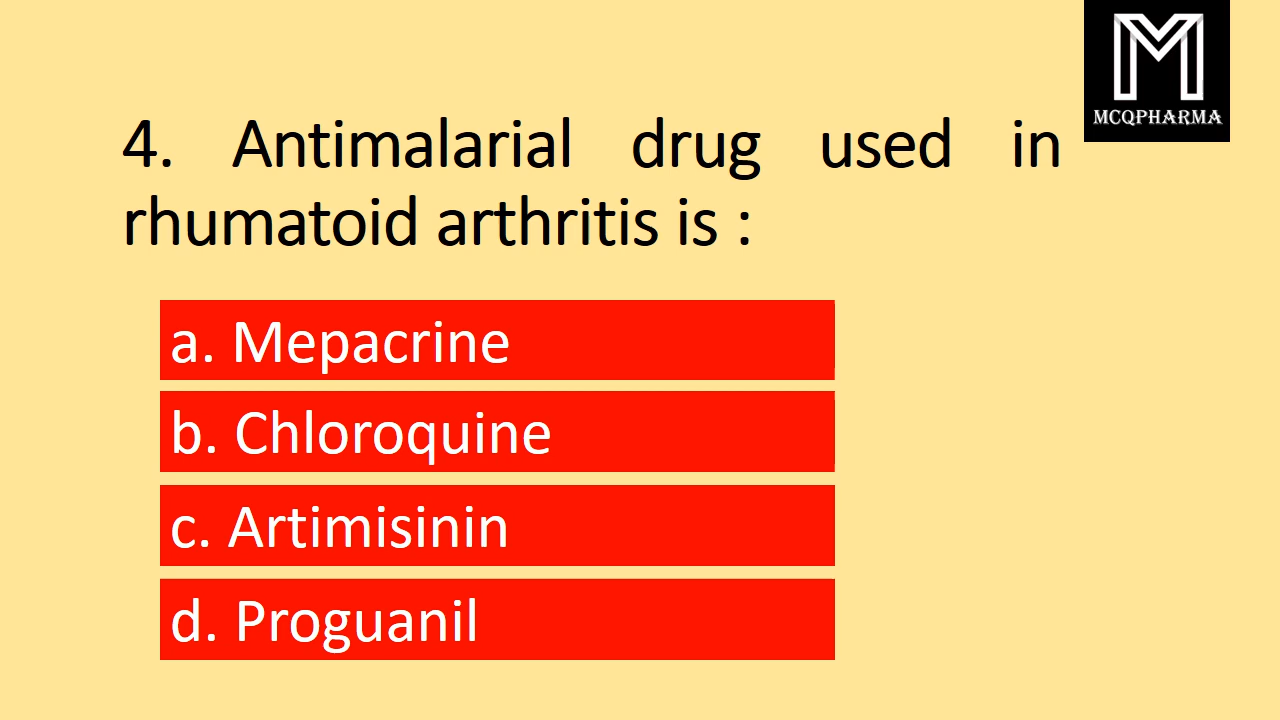 M
MCQPHARMA
4. Antimalarial drug used in
rhumatoid arthritis is :
a. Mepacrine
b. Chloroquine
c. Artimisinin
d. Proguanil